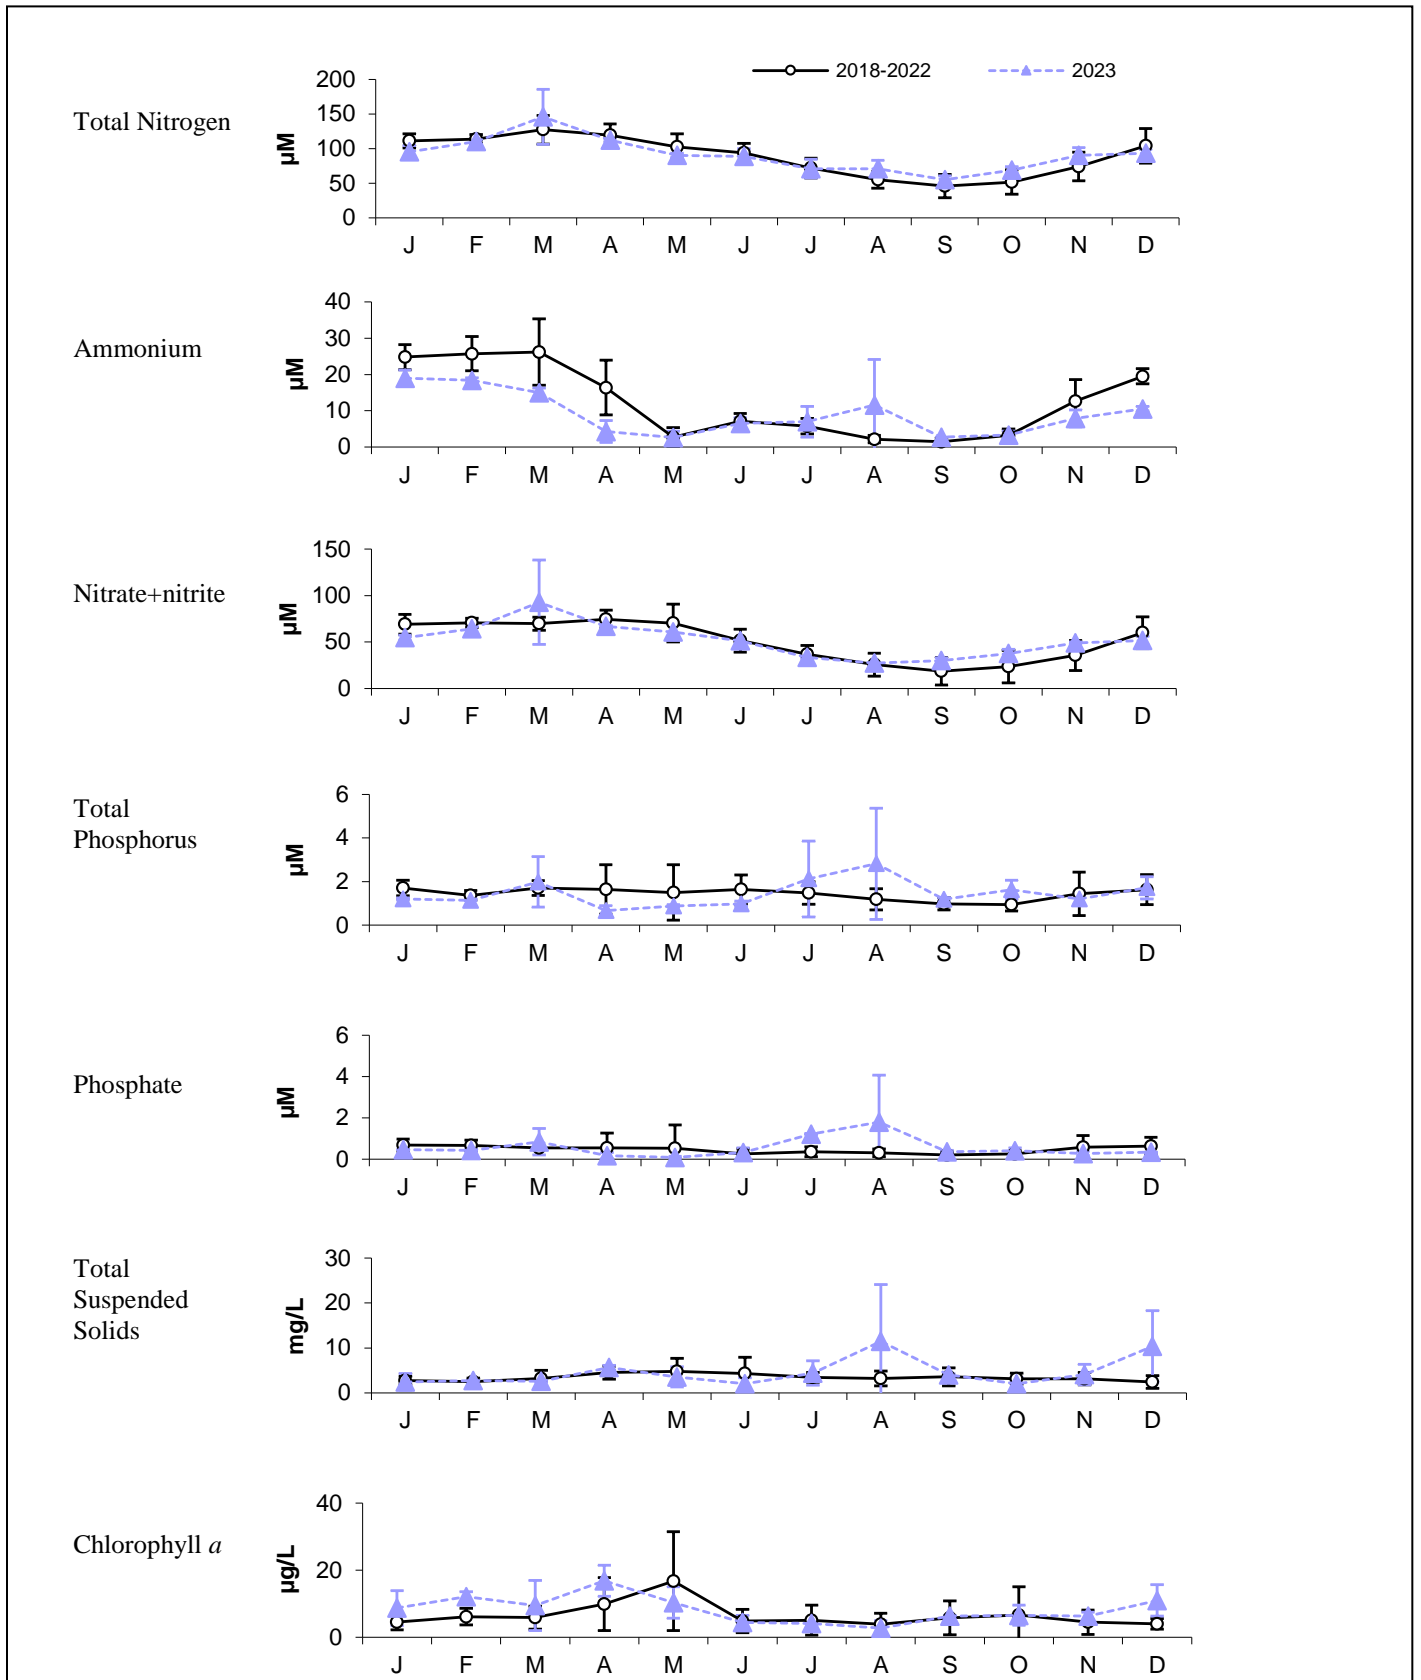 2018-2022 2023
Total Nitrogen
µM
200
150
100
50
0
J F M A M J J A S O N D
Ammonium
µM
40
30
20
10
0
J F M A M J J A S O N D
Nitrate+nitrite
µM
150
100
50
0
J F M A M J J A S O N D
Total
Phosphorus
µM
6
4
2
0
J F M A M J J A S O N D
Phosphate
µM
6
4
2
0
J F M A M J J A S O N D
Total
Suspended
Solids
mg/L
30
20
10
0
J F M A M J J A S O N D
Chlorophyll a
µg/L
40
20
0
J F M A M J J A S O N D